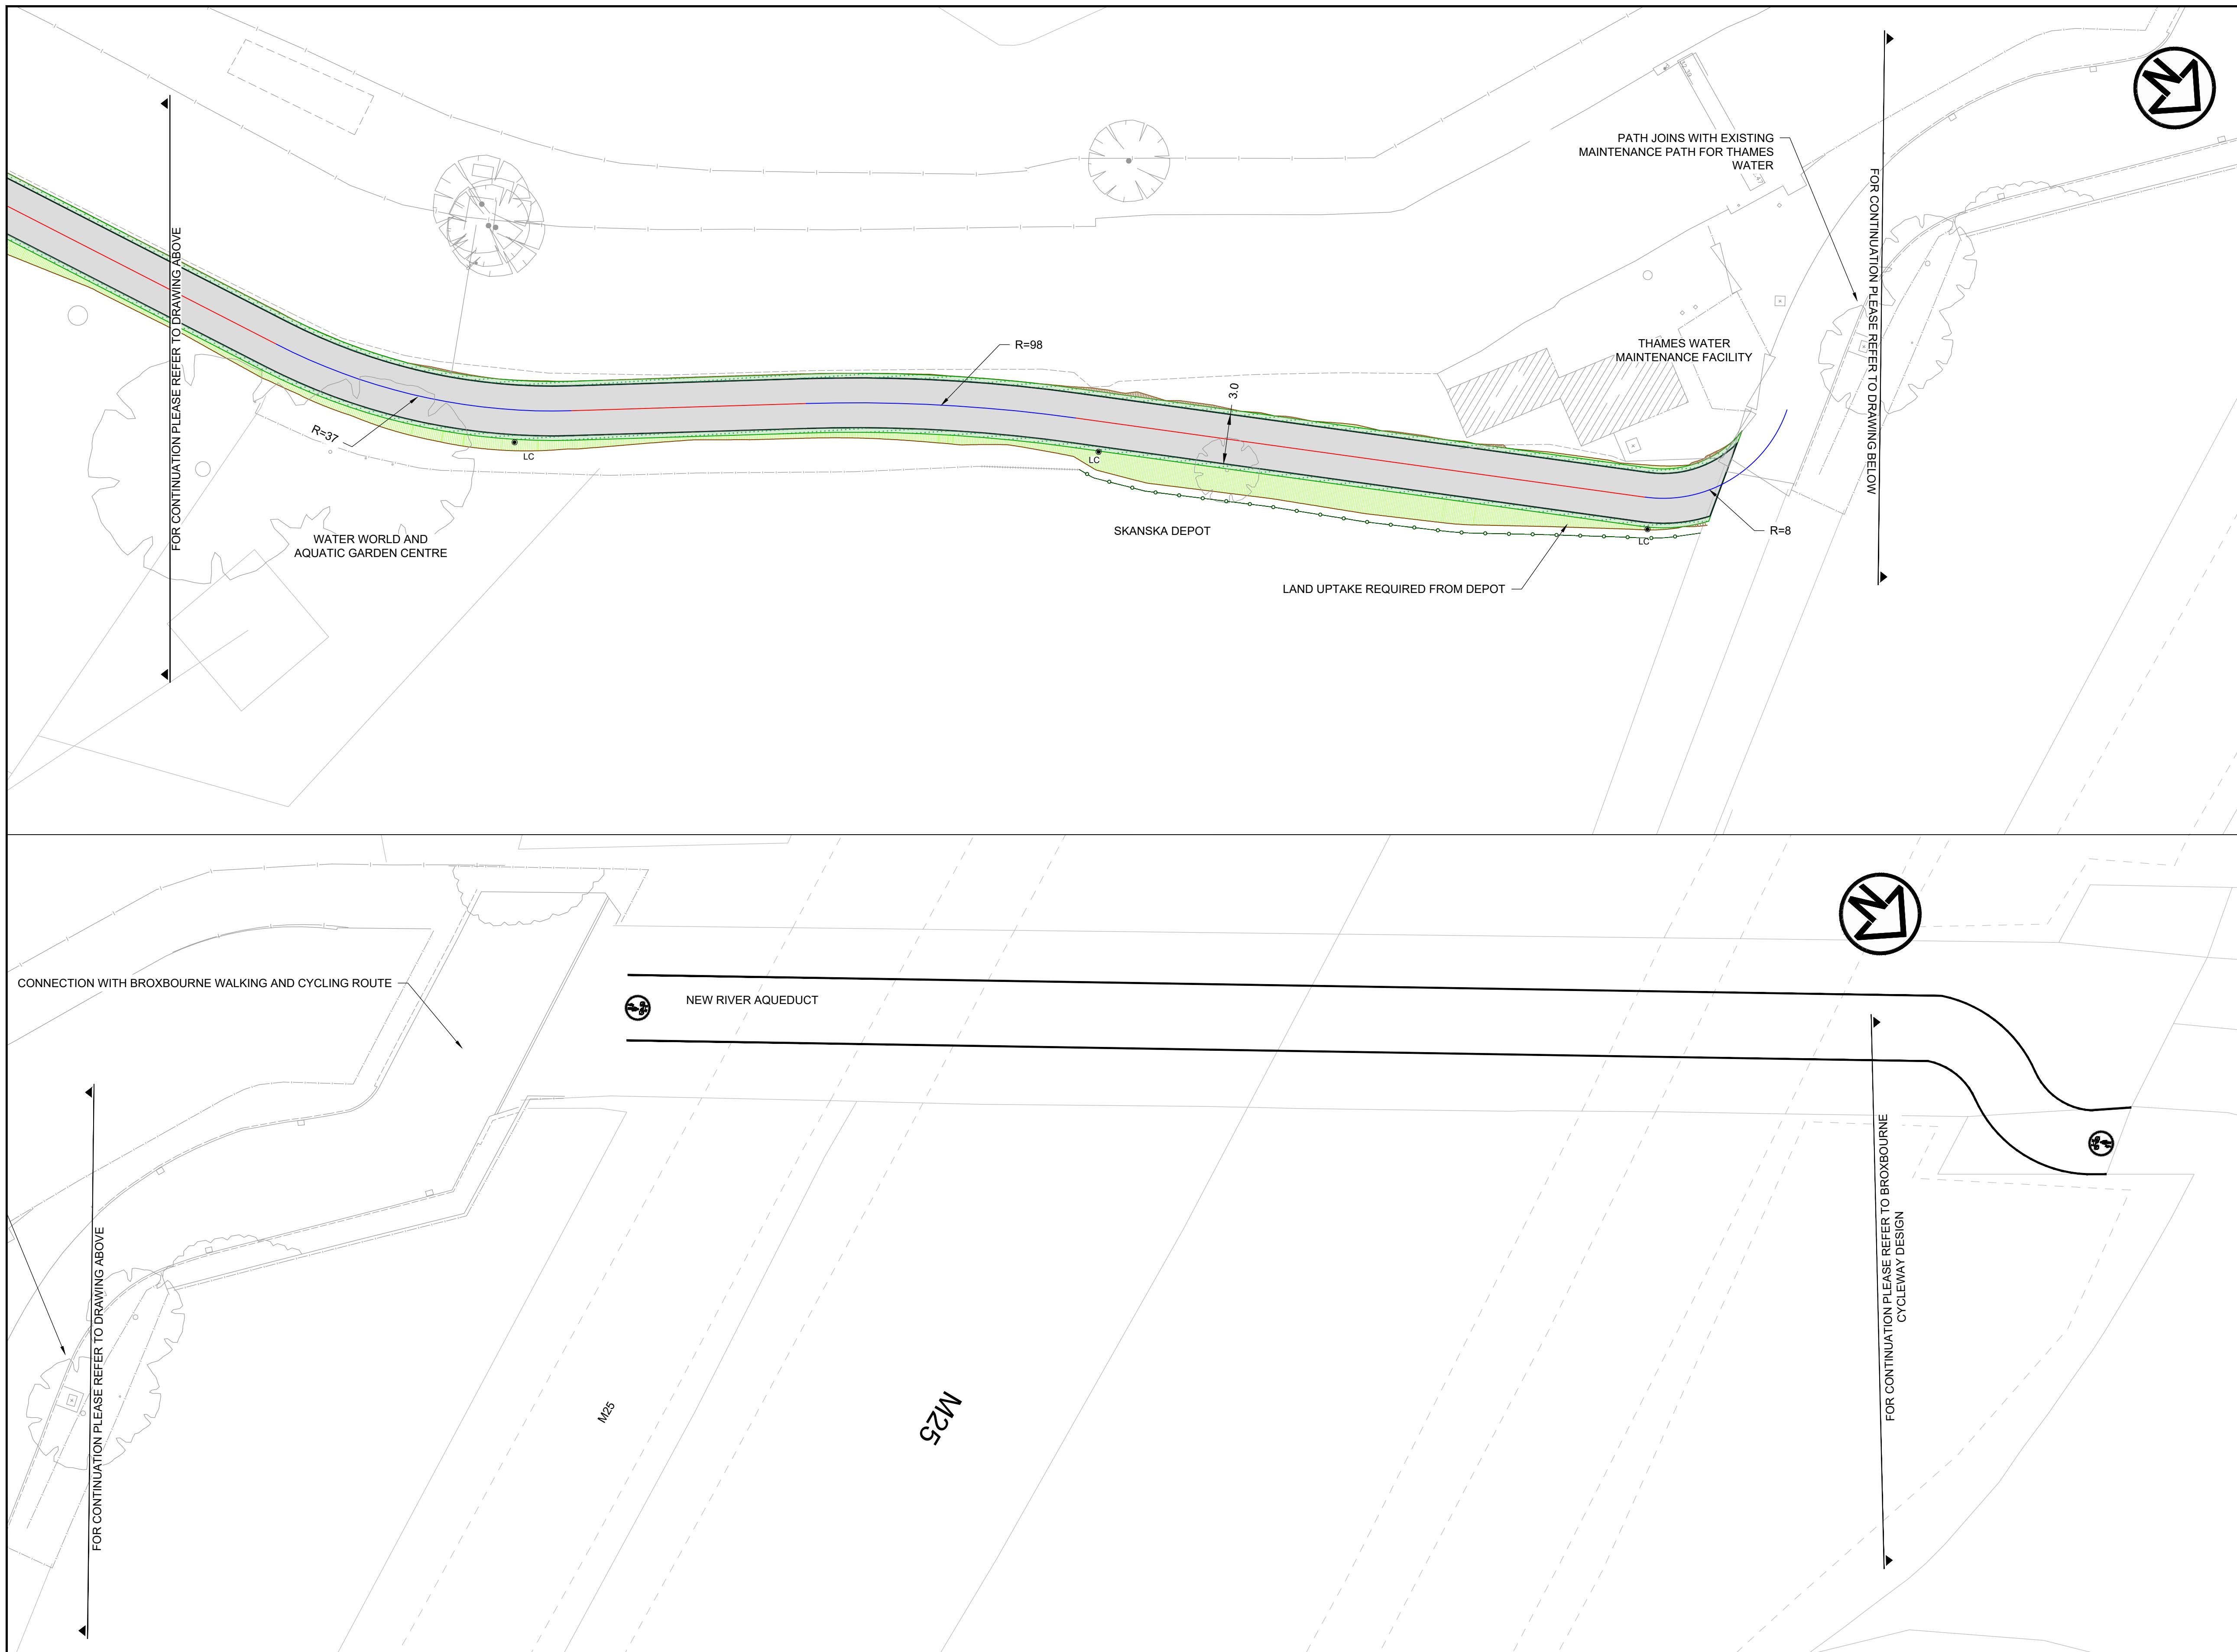 PATH JOINS WITH EXISTING
MAINTENANCE PATH FOR THAMES
WATER
N
FOR CONTINUATION PLEASE REFER TO DRAWING ABOVE
FOR CONTINUATION PLEASE REFER TO DRAWING BELOW
R=98
THAMES WATER
MAINTENANCE FACILITY
3.0
R=37
LC
LC
LC
WATER WORLD AND
AQUATIC GARDEN CENTRE
SKANSKA DEPOT
R=8
LAND UPTAKE REQUIRED FROM DEPOT
N
CONNECTION WITH BROXBOURNE WALKING AND CYCLING ROUTE
NEW RIVER AQUEDUCT
FOR CONTINUATION PLEASE REFER TO DRAWING ABOVE
FOR CONTINUATION PLEASE REFER TO BROXBOURNE
CYCLEWAY DESIGN
M25
M25